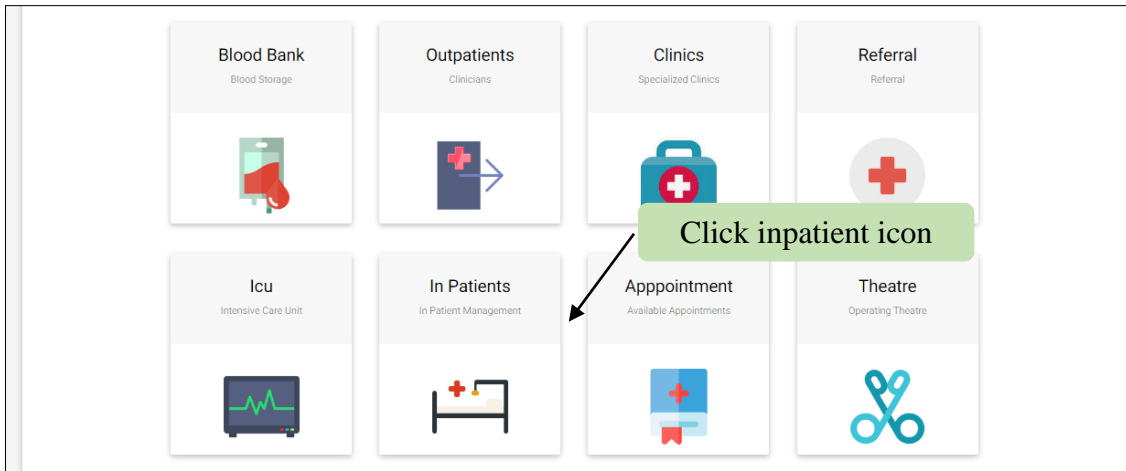 Blood Bank
Blood Storage
Outpatients
Clinicians
Clinics
Specialized Clinics
Referral
Referral
Click inpatient icon
Icu
Intensive Care Unit
In Patients
In Patient Management
Apppointment
Available Appointments
Theatre
Operating Theatre